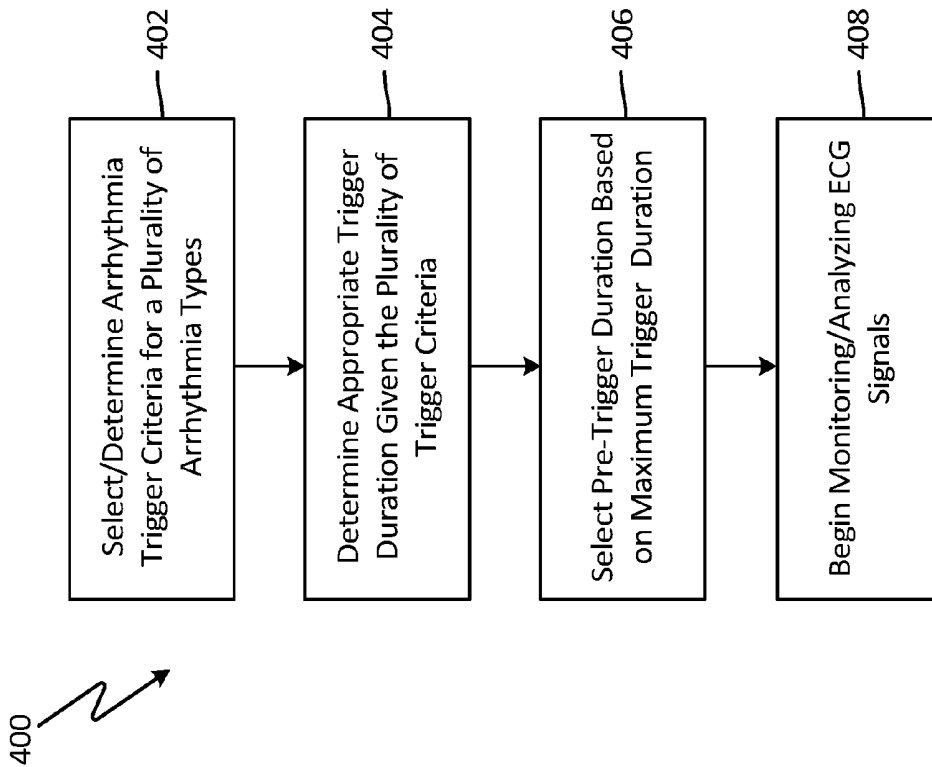 400
Select/Determine Arrhythmia
Trigger Criteria for a Plurality of
Arrhythmia Types
402
Determine Appropriate Trigger
Duration Given the Plurality of
Trigger Criteria
404
Select Pre-Trigger Duration Based
on Maximum Trigger Duration
406
Begin Monitoring/Analyzing ECG
Signals
408